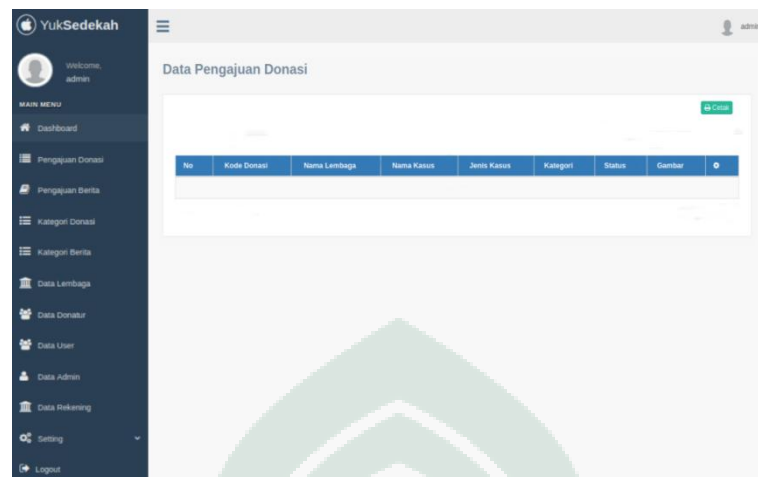 YukSedekah
Welcome,
admin
MAIN MENU
Dashboard
Pengajuan Donasi
Pengajuan Berita
Kategori Donasi
Kategori Berita
Data Lembaga
Data Donatur
Data User
Data Admin
Data Rekening
Setting
Logout
admin
Data Pengajuan Donasi
Cetak
No Kode Donasi Nama Lembaga Nama Kasus Jenis Kasus Kategori Status Gambar